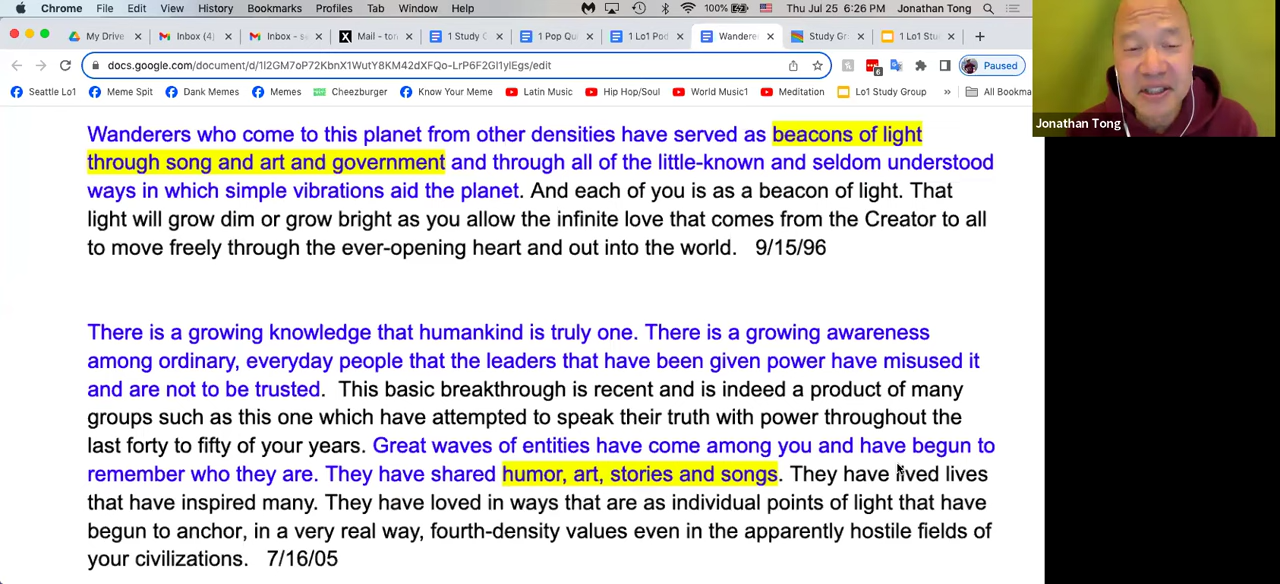 Chrome File Edit View History Bookmarks Profiles Tab Window Help 100% Thu Jul 25 6:26 PM Jonathan Tong
My Drive Inbox (4) Inbox - s Mail - tor 1 Study G 1 Pop Qu 1 Lo1 Pod Wandere Study Gr 1 Lo1 Stu
docs.google.com/document/d/ 6 Paused
Seattle Lo1 Meme Spit Dank Memes Memes Cheezburger Know Your Meme Latin Music Hip Hop/Soul World Music1 Meditation Lo1 Study Group » All Bookma
Jonathan Tong
Wanderers who come to this planet from other densities have served as beacons of light
through song and art and government and through all of the little-known and seldom understood
ways in which simple vibrations aid the planet. And each of you is as a beacon of light. That
light will grow dim or grow bright as you allow the infinite love that comes from the Creator to all
to move freely through the ever-opening heart and out into the world. 9/15/96
There is a growing knowledge that humankind is truly one. There is a growing awareness
among ordinary, everyday people that the leaders that have been given power have misused it
and are not to be trusted. This basic breakthrough is recent and is indeed a product of many
groups such as this one which have attempted to speak their truth with power throughout the
last forty to fifty of your years. Great waves of entities have come among you and have begun to
remember who they are. They have shared humor, art, stories and songs. They have lived lives
that have inspired many. They have loved in ways that are as individual points of light that have
begun to anchor, in a very real way, fourth-density values even in the apparently hostile fields of
your civilizations. 7/16/05